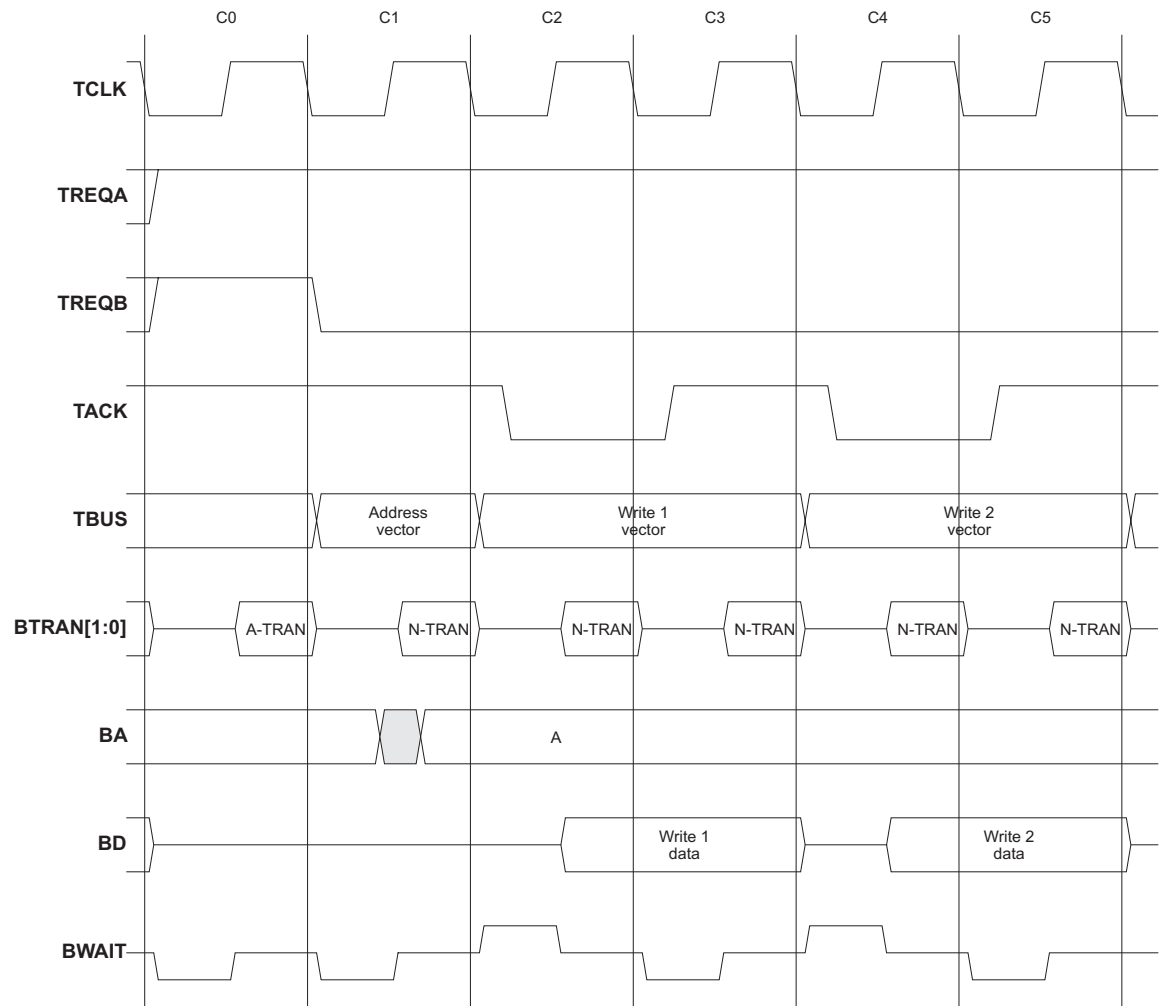 C0 C1 C2 C3 C4 C5
TCLK
TREQA
TREQB
TACK
TBUS
Address
vector
Write 1
vector
Write 2
vector
BTRAN[1:0]
A-TRAN N-TRAN N-TRAN N-TRAN N-TRAN N-TRAN
BA
A
BD
Write 1
data
Write 2
data
BWAIT